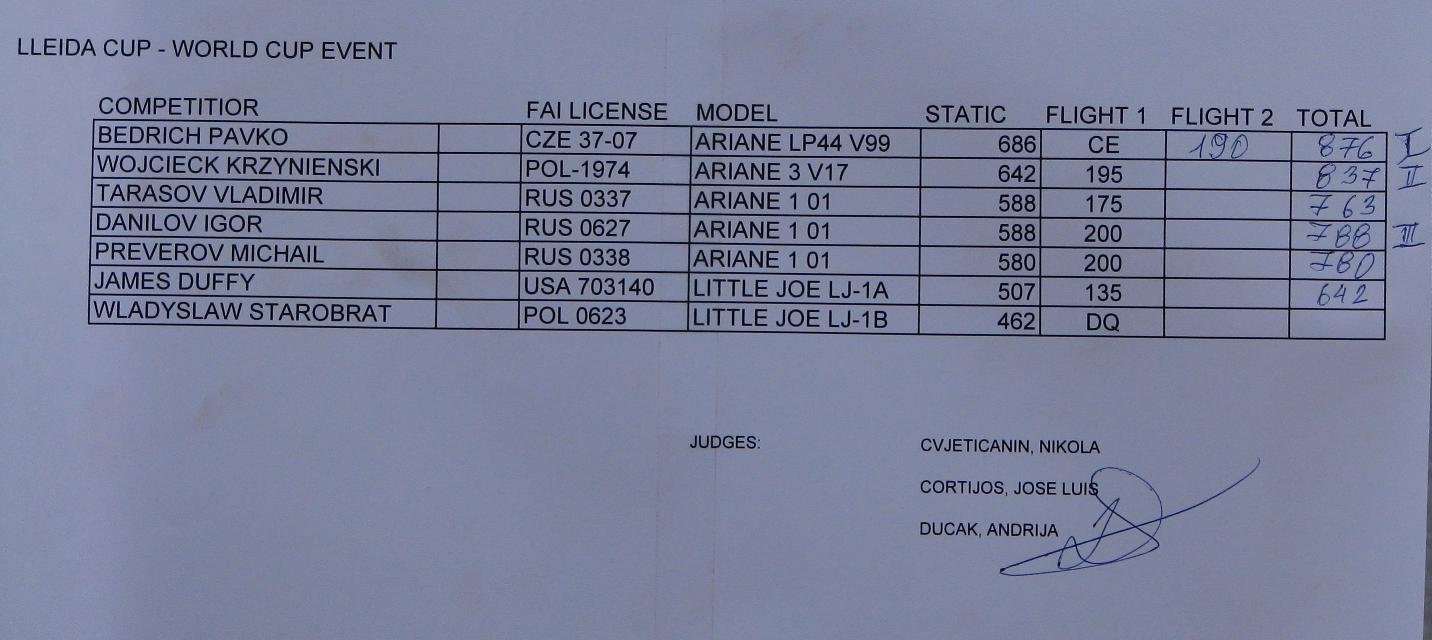 LLEIDA CUP - WORLD CUP EVENT
COMPETITIOR FAI LICENSE MODEL STATIC FLIGHT 1 FLIGHT 2 TOTAL
BEDRICH PAVKO CZE 37-07 ARIANE LP44 V99 686 CE 190 876 I
WOJCIECK KRZYNIENSKI POL-1974 ARIANE 3 V17 642 195 837 II
TARASOV VLADIMIR RUS 0337 ARIANE 1 01 588 175 763
DANILOV IGOR RUS 0627 ARIANE 1 01 588 200 788 III
PREVEROV MICHAIL RUS 0338 ARIANE 1 01 580 200 780
JAMES DUFFY USA 703140 LITTLE JOE LJ-1A 507 135 642
WLADYSLAW STAROBRAT POL 0623 LITTLE JOE LJ-1B 462 DQ
JUDGES: CVJETICANIN, NIKOLA
CORTIJOS, JOSE LUIS
DUCAK, ANDRIJA